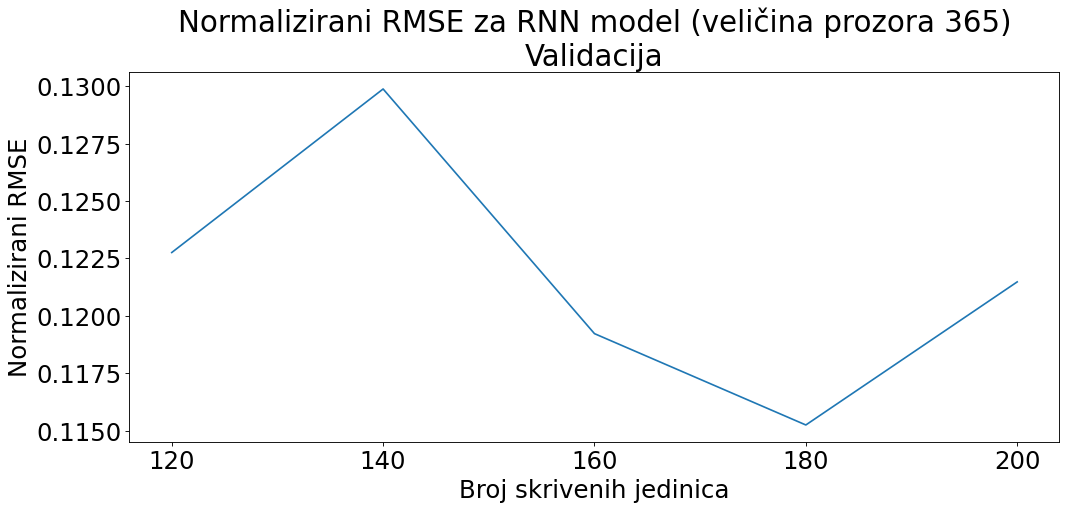 Normalizirani RMSE za RNN model (veličina prozora 365)
Validacija
Normalizirani RMSE
0.1300
0.1275
0.1250
0.1225
0.1200
0.1175
0.1150
120 140 160 180 200
Broj skrivenih jedinica